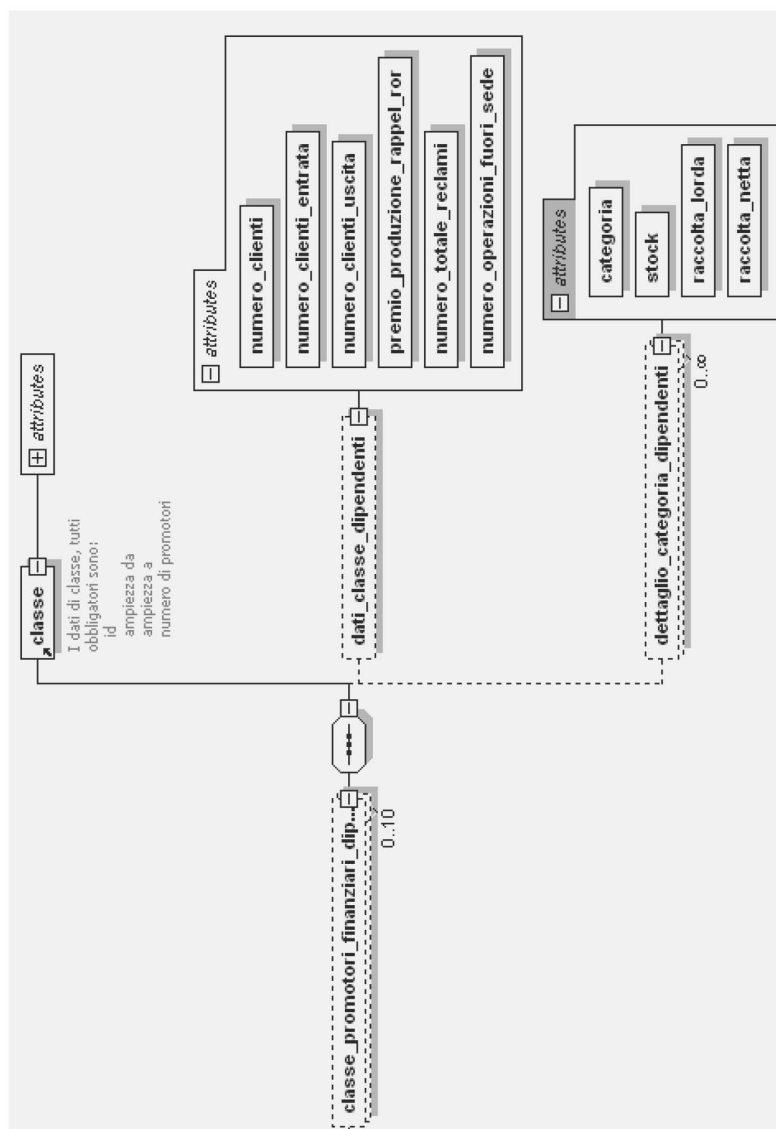 classe_promotori_finanziari_dip...
0..10
classe
I dati di classe, tutti
obbligatori sono:
id
ampiezza da
ampiezza a
numero di promotori
attributes
dati_classe_dipendenti
attributes
numero_clienti
numero_clienti_entrata
numero_clienti_uscita
premio_produzione_rappel_ror
numero_totale_reclami
numero_operazioni_fuori_sede
dettaglio_categoria_dipendenti
0..∞
attributes
categoria
stock
raccolta_lorda
raccolta_netta